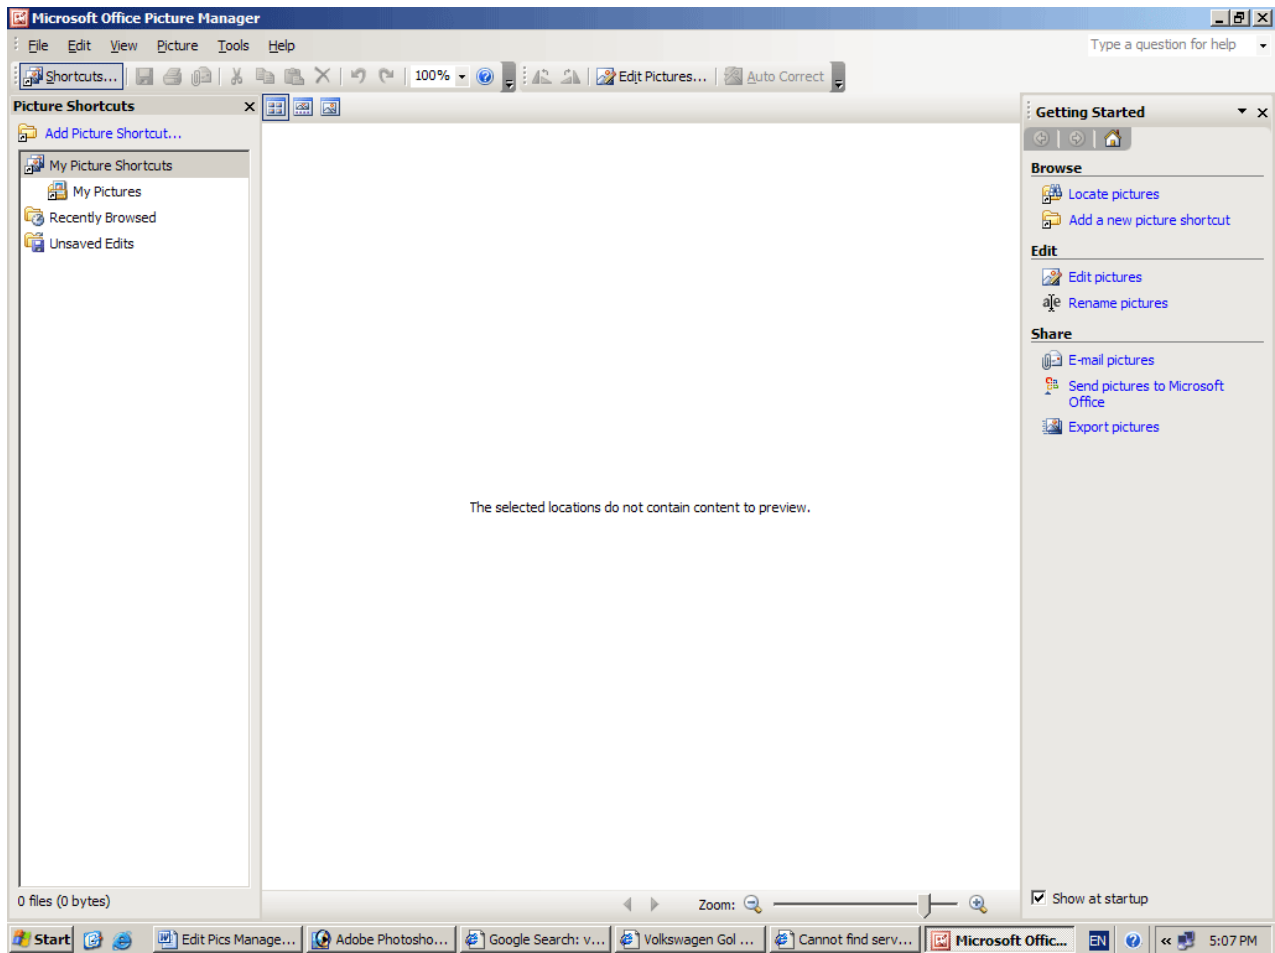 Microsoft Office Picture Manager
File Edit View Picture Tools Help
Type a question for help
Shortcuts...
100%
Edit Pictures...
Auto Correct
Picture Shortcuts
Add Picture Shortcut...
My Picture Shortcuts
My Pictures
Recently Browsed
Unsaved Edits
The selected locations do not contain content to preview.
Getting Started
Browse
Locate pictures
Add a new picture shortcut
Edit
Edit pictures
Rename pictures
Share
E-mail pictures
Send pictures to Microsoft
Office
Export pictures
Show at startup
0 files (0 bytes)
Zoom:
Start
Edit Pics Manage...
Adobe Photosho...
Google Search: v...
Volkswagen Gol ...
Cannot find serv...
Microsoft Offic...
EN
«
5:07 PM